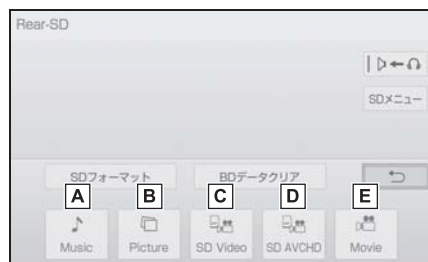 Rear-SD
SDメニュー
SDフォーマット
BDデータクリア
A
B
C
D
E
Music
Picture
SD Video
SD AVCHD
Movie